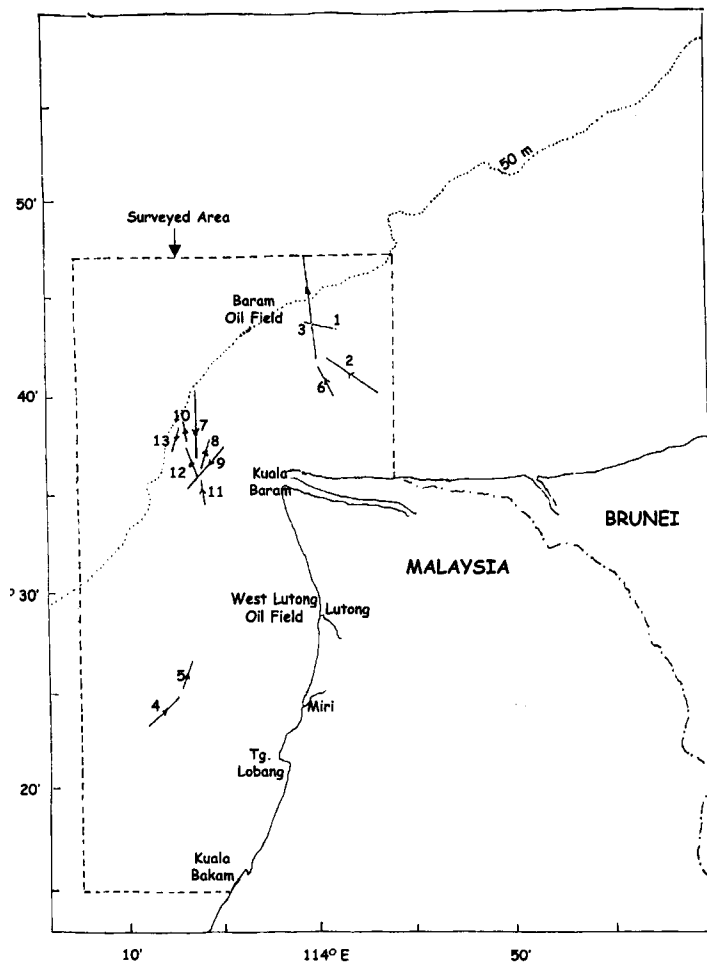 50 m
50'
Surveyed Area
Baram
Oil Field
1
3
2
40'
6
10
7
13
8
12
9
Kuala
Baram
11
BRUNEI
MALAYSIA
30'
West Lutong
Oil Field
Lutong
5
4
Miri
Tg.
Lobang
20'
Kuala
Bakam
10'
114° E
50'